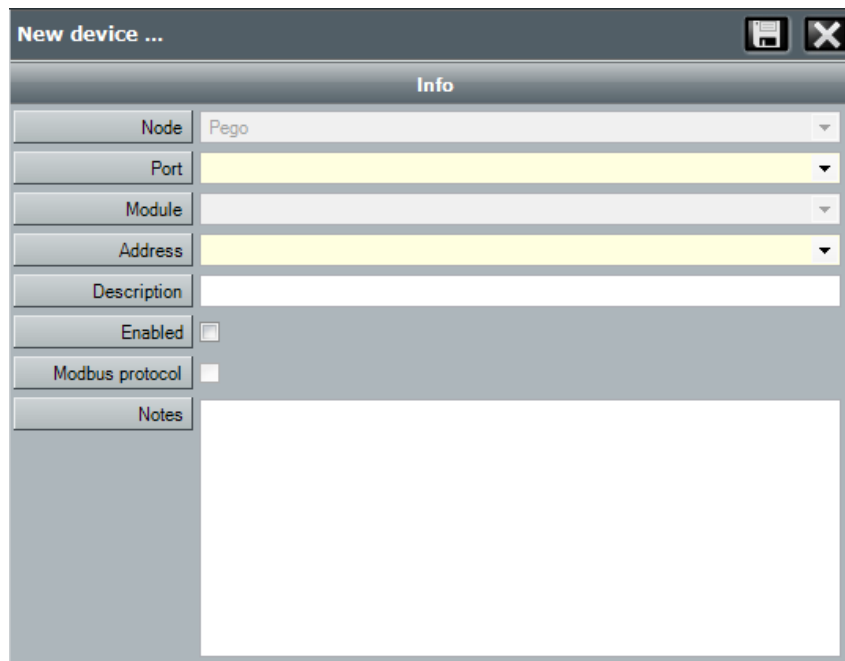 New device ...
Info
Node Pego
Port
Module
Address
Description
Enabled
Modbus protocol
Notes